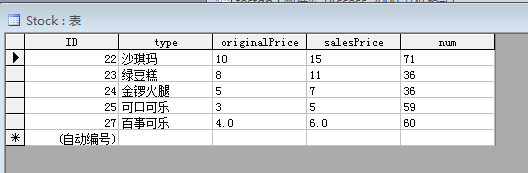 Stock : 表
ID type originalPrice salesPrice num
22 沙琪玛 10 15 71
23 绿豆糕 8 11 36
24 金锣火腿 5 7 36
25 可口可乐 3 5 59
27 百事可乐 4.0 6.0 60
(自动编号)